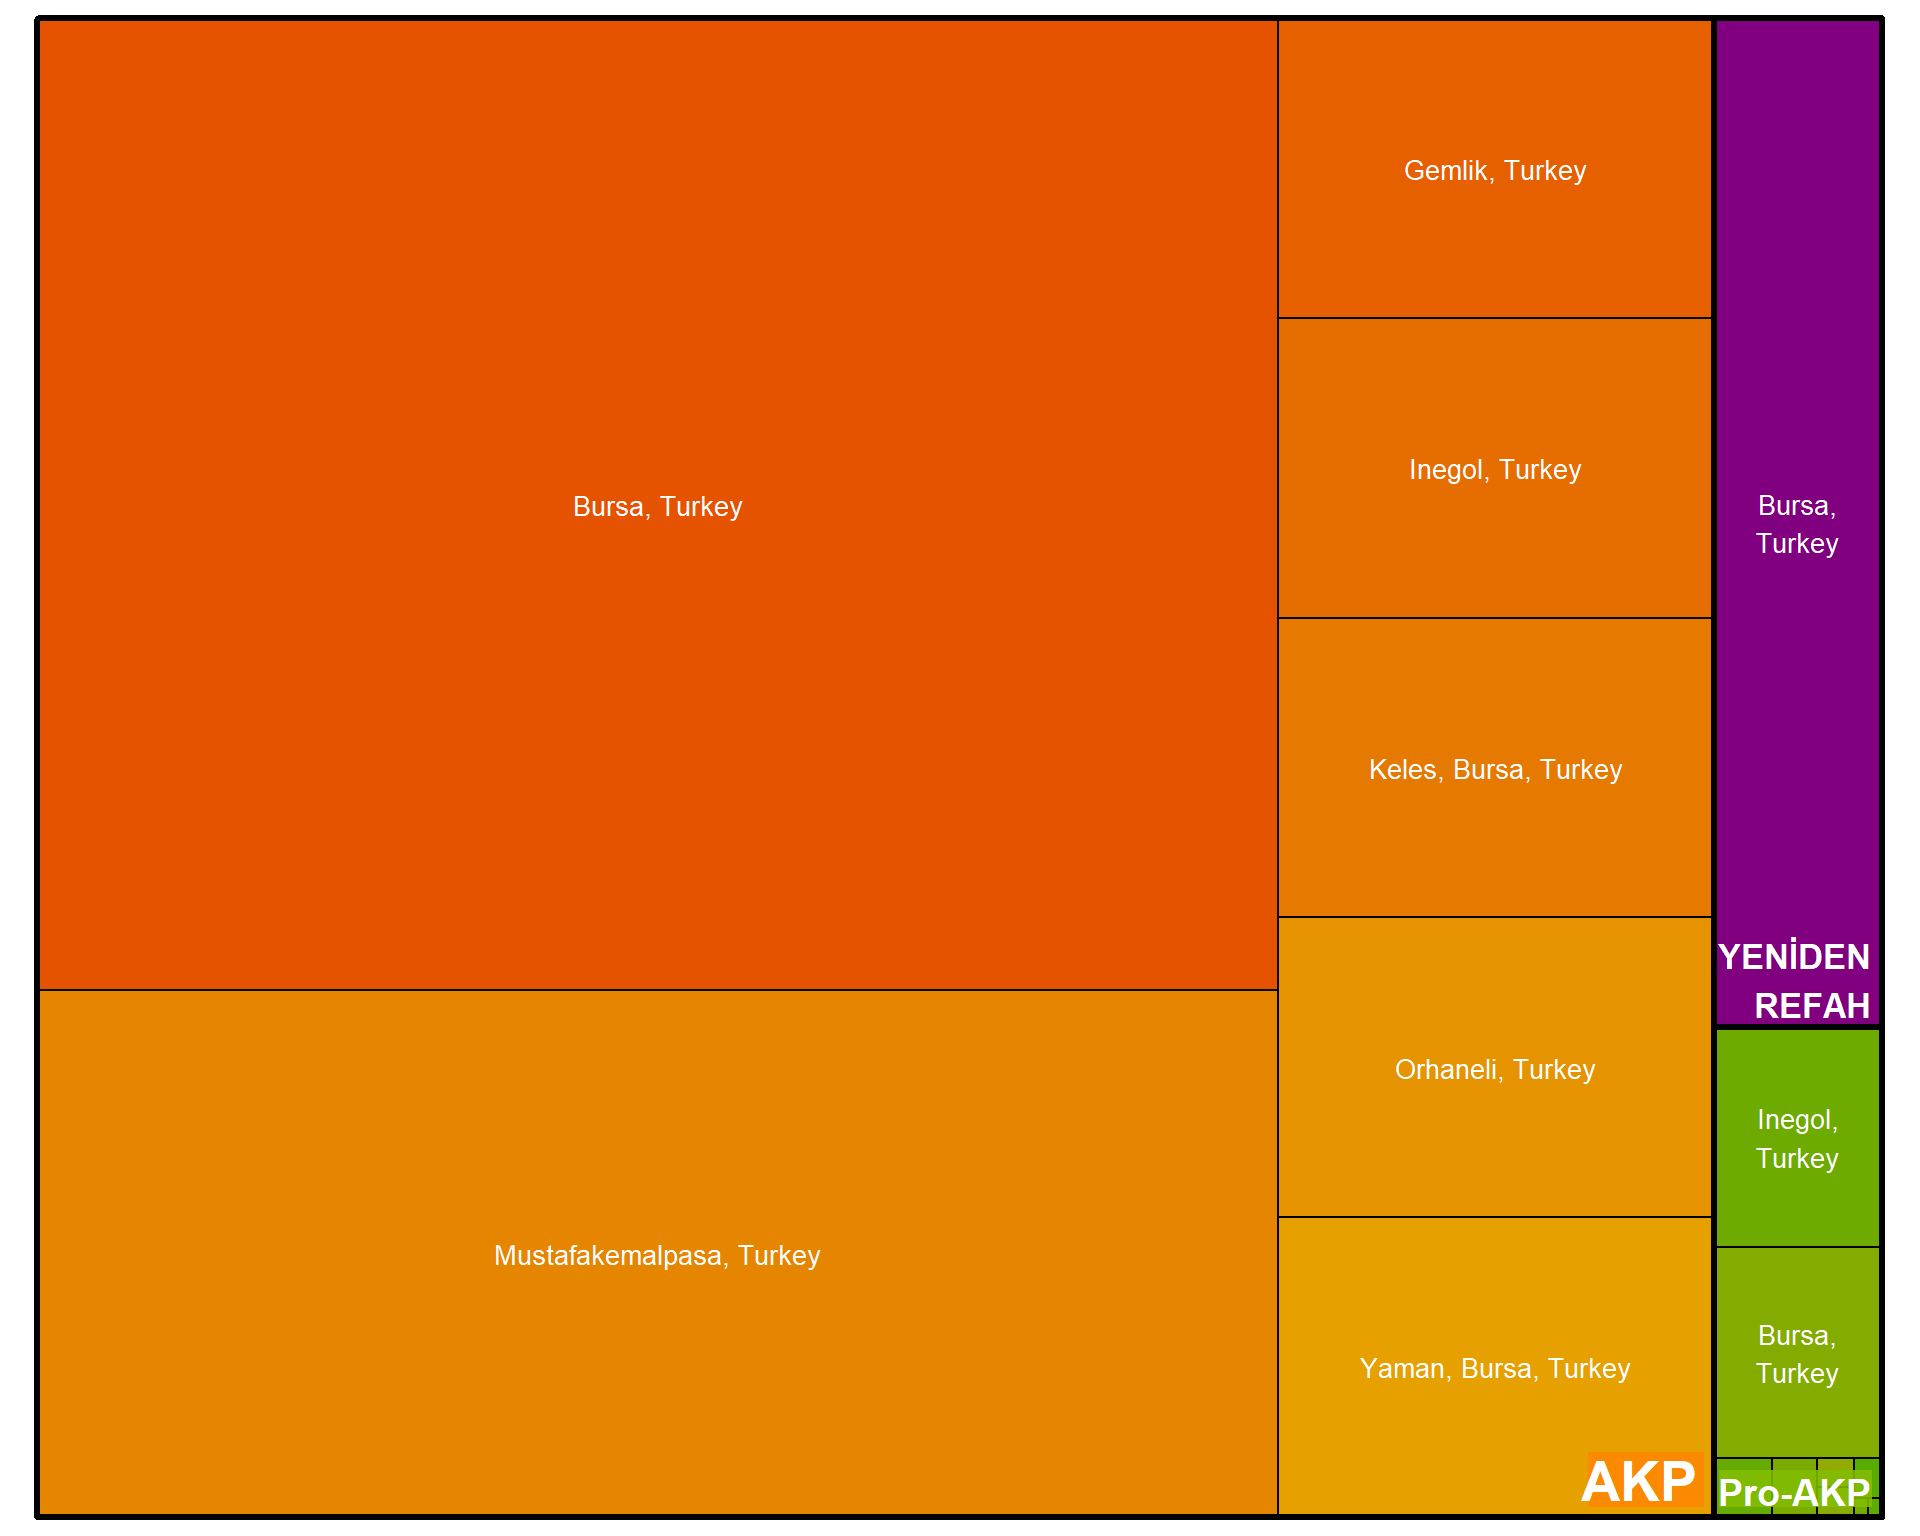 Bursa, Turkey
Mustafakemalpasa, Turkey
Gemlik, Turkey
Inegol, Turkey
Keles, Bursa, Turkey
Orhaneli, Turkey
Yaman, Bursa, Turkey
AKP
Bursa,
Turkey
YENİDEN
REFAH
Inegol,
Turkey
Bursa,
Turkey
Pro-AKP